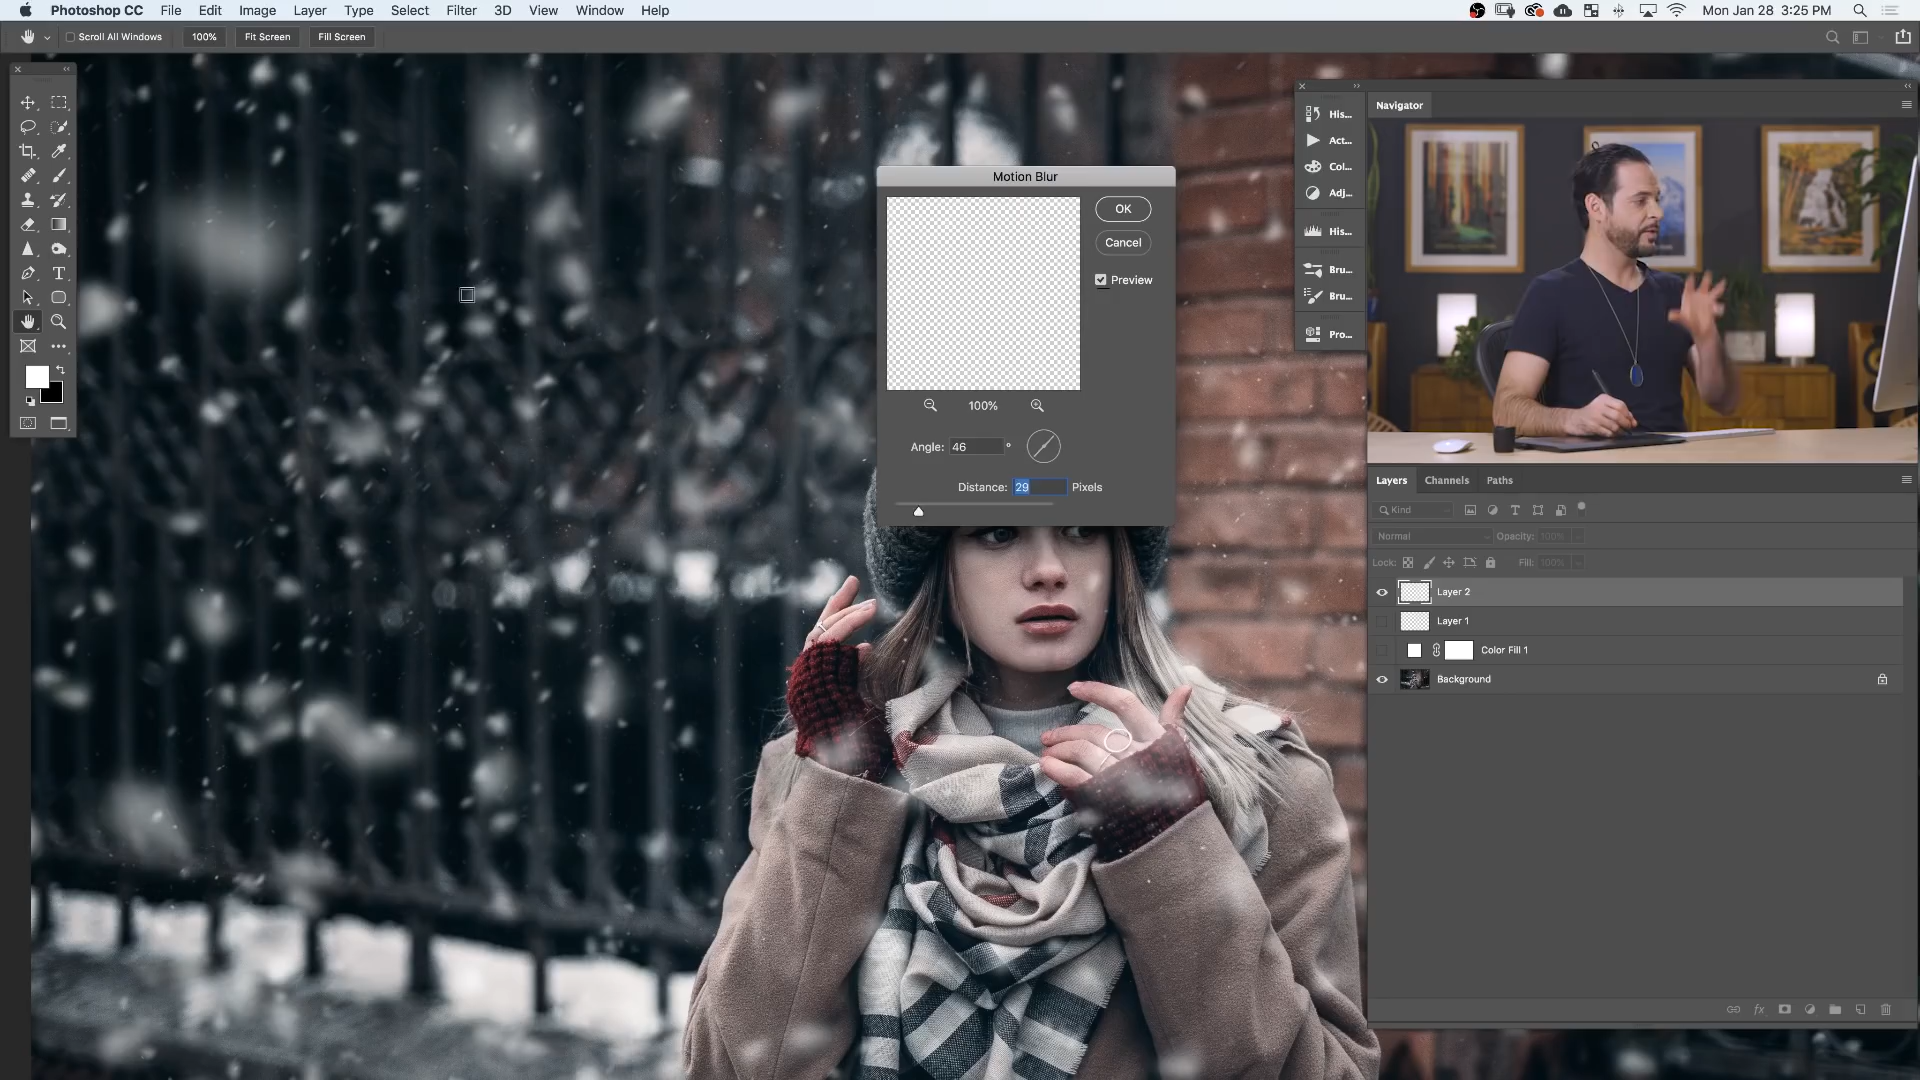 Photoshop CC File Edit Image Layer Type Select Filter 3D View Window Help Mon Jan 28 3:25 PM
Scroll All Windows 100% Fit Screen Fill Screen
Motion Blur
OK
Cancel
Preview
100%
Angle: 46 °
Distance: 29 Pixels
His...
Act...
Col...
Adj...
His...
Bru...
Bru...
Pro...
Navigator
Layers Channels Paths
Kind
Normal Opacity: 100%
Lock: Fill: 100%
Layer 2
Layer 1
Color Fill 1
Background